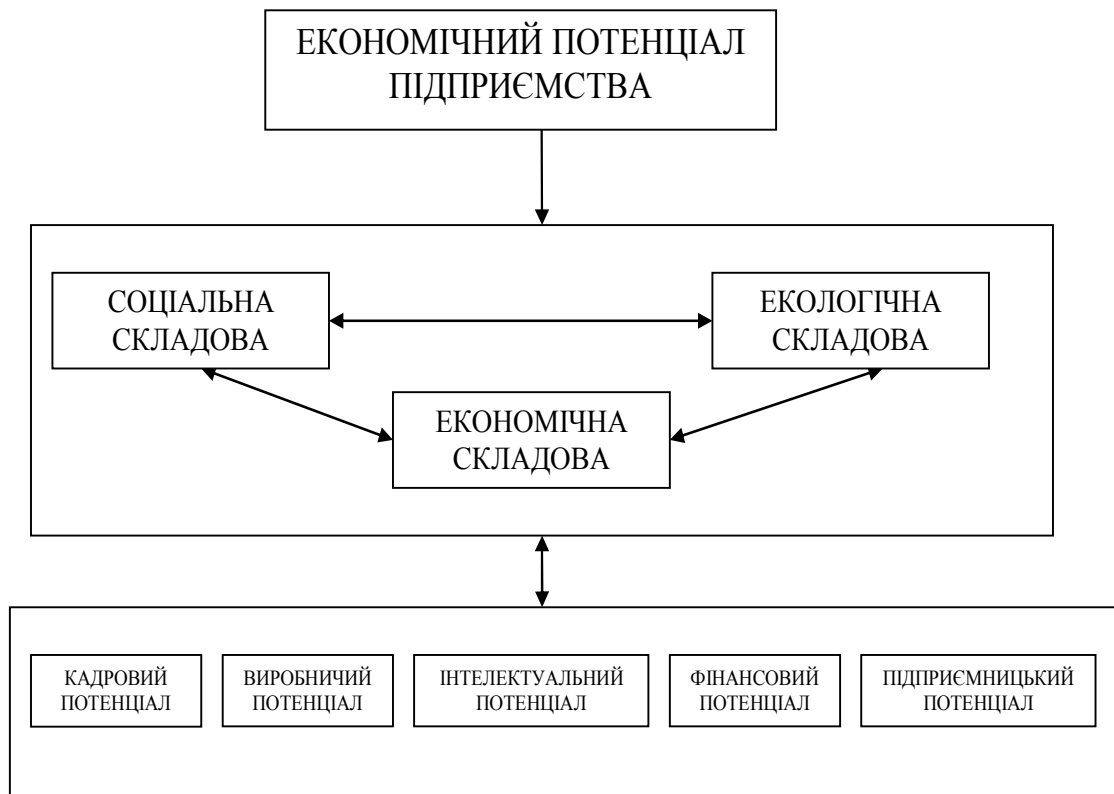 ЕКОНОМІЧНИЙ ПОТЕНЦІАЛ
ПІДПРИЄМСТВА
СОЦІАЛЬНА
СКЛАДОВА
ЕКОЛОГІЧНА
СКЛАДОВА
ЕКОНОМІЧНА
СКЛАДОВА
КАДРОВИЙ
ПОТЕНЦІАЛ
ВИРОБНИЧИЙ
ПОТЕНЦІАЛ
ІНТЕЛЕКТУАЛЬНИЙ
ПОТЕНЦІАЛ
ФІНАНСОВИЙ
ПОТЕНЦІАЛ
ПІДПРИЄМНИЦЬКИЙ
ПОТЕНЦІАЛ